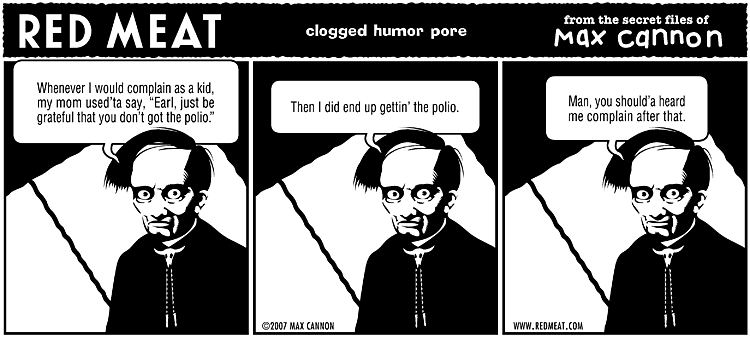 RED MEAT
clogged humor pore
from the secret files of
Max cannon
Whenever I would complain as a kid,
my mom used'ta say, "Earl, just be
grateful that you don't got the polio."
Then I did end up gettin' the polio.
©2007 MAX CANNON
Man, you should'a heard
me complain after that.
WWW.REDMEAT.COM